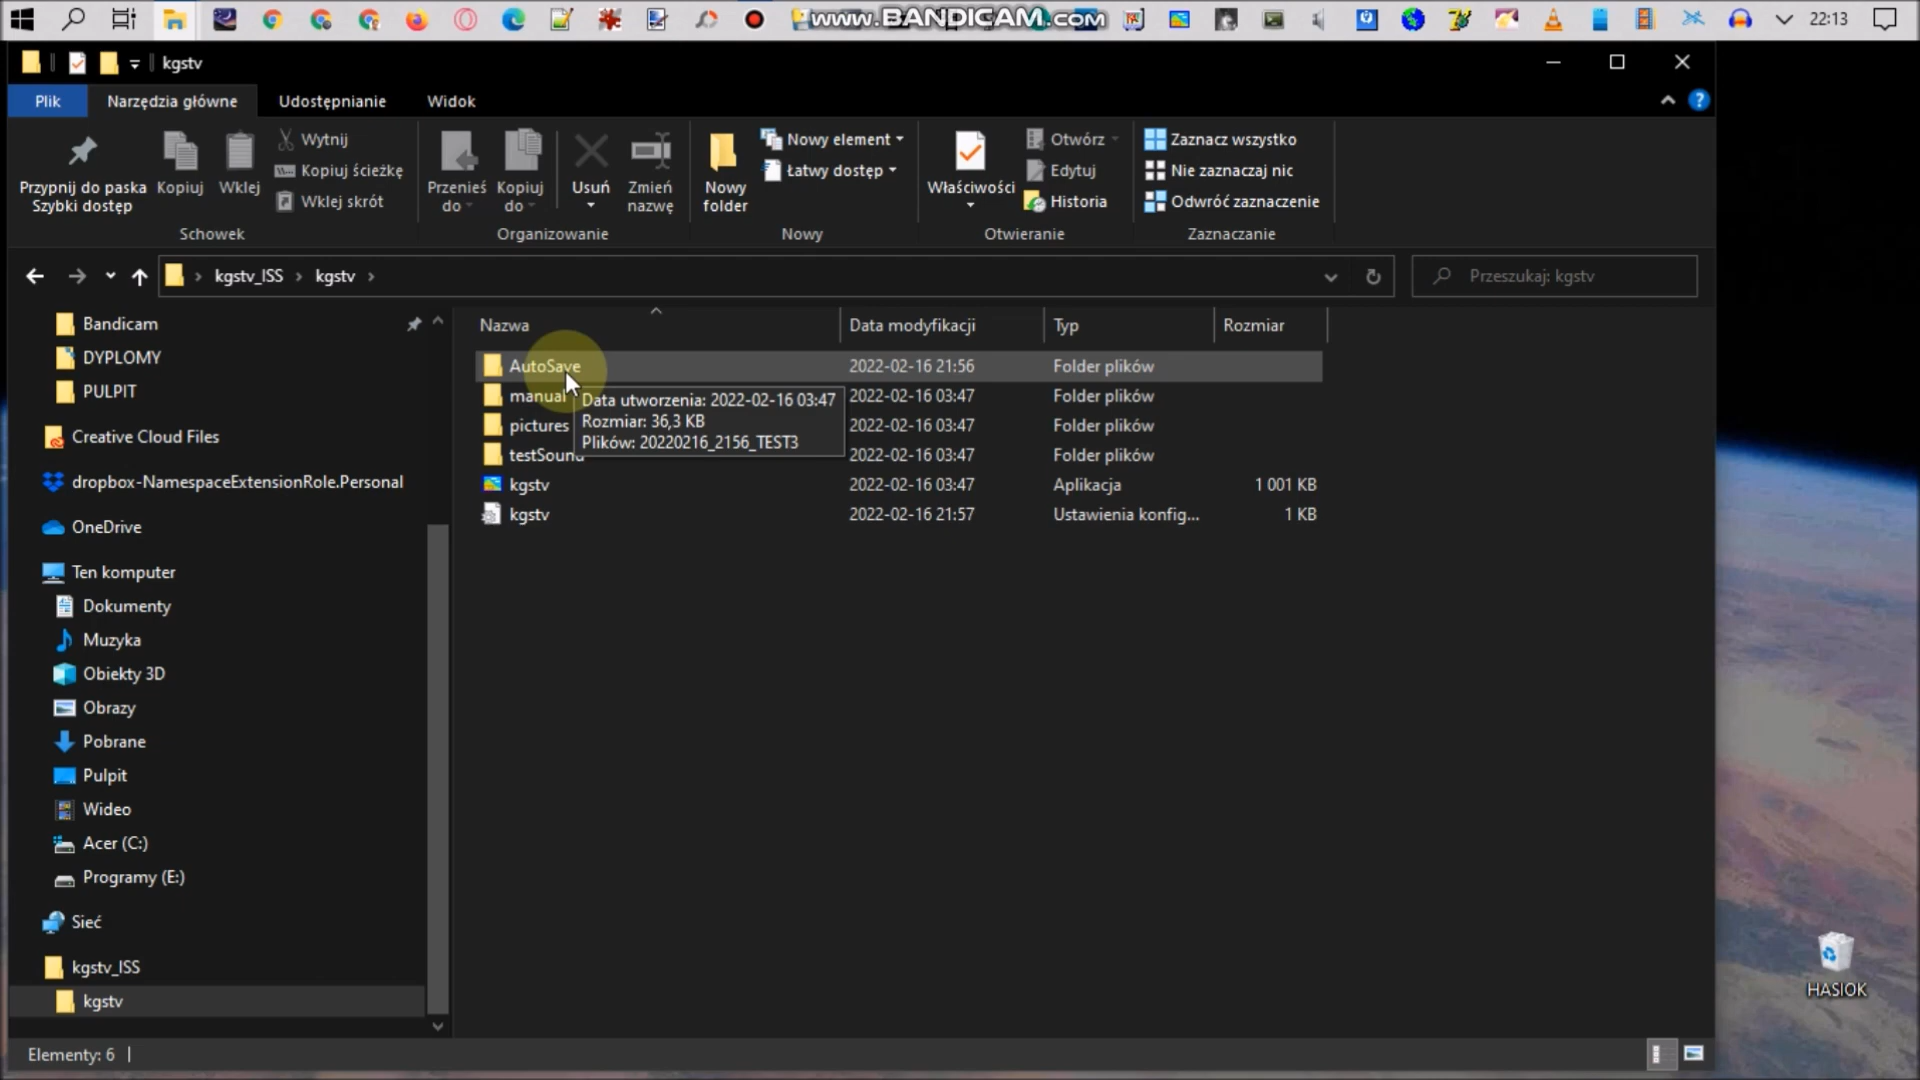 www.BANDICAM.com
22:13
kgstv
Plik
Narzędzia główne
Udostępnianie
Widok
Przypnij do paska
Szybki dostęp
Kopiuj
Wklej
Wytnij
Kopiuj ścieżkę
Wklej skrót
Schowek
Przenieś
do
Kopiuj
do
Usuń
Zmień
nazwę
Organizowanie
Nowy
folder
Nowy element
Łatwy dostęp
Nowy
Właściwości
Otwórz
Edytuj
Historia
Otwieranie
Zaznacz wszystko
Nie zaznaczaj nic
Odwróć zaznaczenie
Zaznaczanie
kgstv_ISS
kgstv
Przeszukaj: kgstv
Bandicam
DYPLOMY
PULPIT
Creative Cloud Files
dropbox-NamespaceExtensionRole.Personal
OneDrive
Ten komputer
Dokumenty
Muzyka
Obiekty 3D
Obrazy
Pobrane
Pulpit
Wideo
Acer (C:)
Programy (E:)
Sieć
kgstv_ISS
kgstv
Nazwa Data modyfikacji Typ Rozmiar
AutoSave 2022-02-16 21:56 Folder plików
manual 2022-02-16 03:47 Folder plików
pictures 2022-02-16 03:47 Folder plików
testSound 2022-02-16 03:47 Folder plików
kgstv 2022-02-16 03:47 Aplikacja 1 001 KB
kgstv 2022-02-16 21:57 Ustawienia konfig... 1 KB
Data utworzenia: 2022-02-16 03:47
Rozmiar: 36,3 KB
Plików: 20220216_2156_TEST3
HASIOK
Elementy: 6